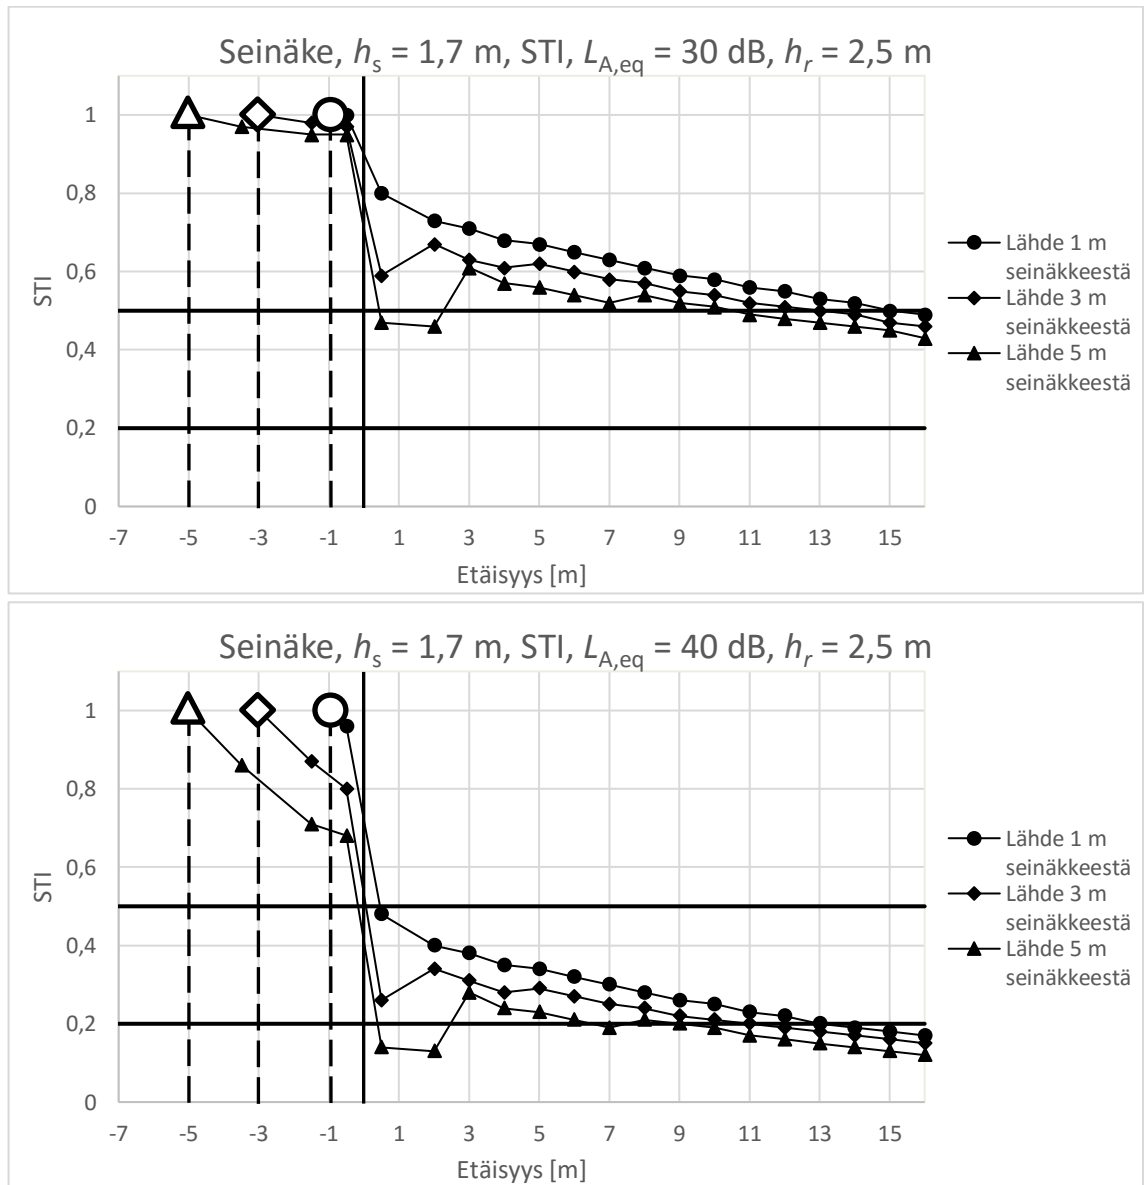 Seinäke, hs = 1,7 m, STI, LA,eq = 30 dB, hr = 2,5 m
1
0,8
0,6
0,4
0,2
0
STI
-7 -5 -3 -1 1 3 5 7 9 11 13 15
Etäisyys [m]
Lähde 1 m
seinäkkeestä
Lähde 3 m
seinäkkeestä
Lähde 5 m
seinäkkeestä
Seinäke, hs = 1,7 m, STI, LA,eq = 40 dB, hr = 2,5 m
1
0,8
0,6
0,4
0,2
0
STI
-7 -5 -3 -1 1 3 5 7 9 11 13 15
Etäisyys [m]
Lähde 1 m
seinäkkeestä
Lähde 3 m
seinäkkeestä
Lähde 5 m
seinäkkeestä